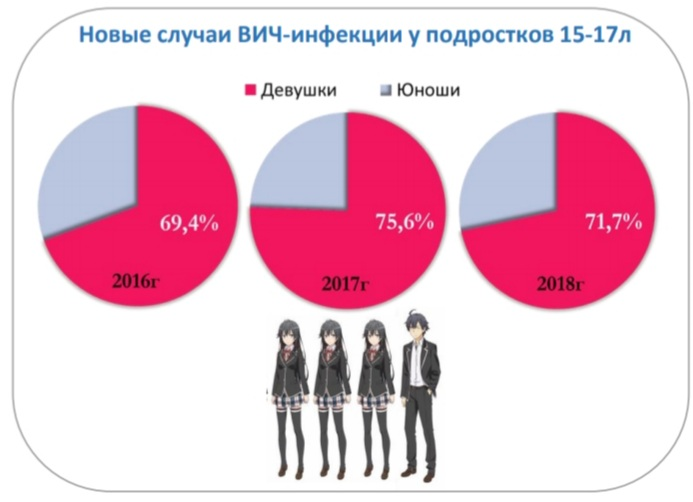 Новые случаи ВИЧ-инфекции у подростков 15-17л
Девушки Юноши
69,4% 75,6% 71,7%
2016г 2017г 2018г